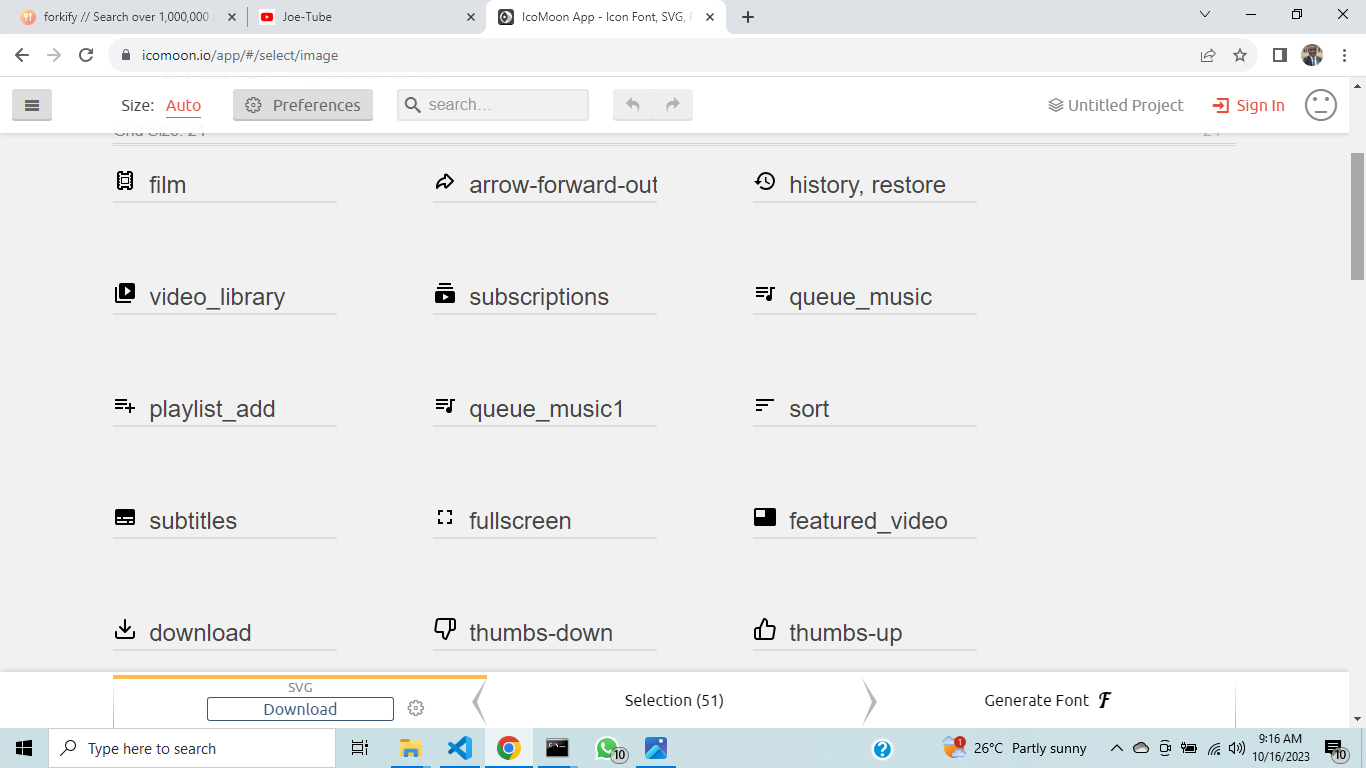 forkify // Search over 1,000,000
Joe-Tube
IcoMoon App - Icon Font, SVG,
icomoon.io/app/#/select/image
Size: Auto
Preferences
search...
Untitled Project
Sign In
Grid Size: 24
24
film
arrow-forward-out
history, restore
video_library
subscriptions
queue_music
playlist_add
queue_music1
sort
subtitles
fullscreen
featured_video
download
thumbs-down
thumbs-up
SVG
Download
Selection (51)
Generate Font
Type here to search
10
1
26°C Partly sunny
9:16 AM
10/16/2023
10